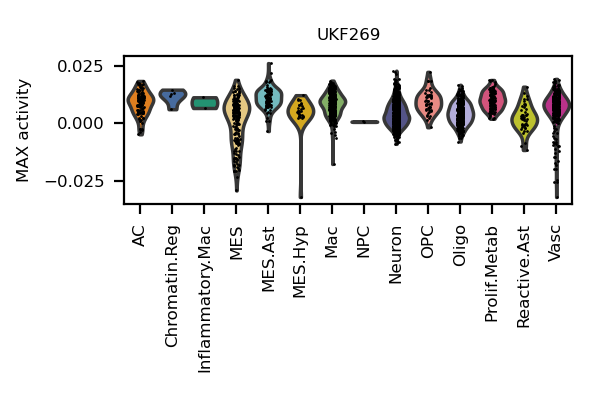 UKF269
MAX activity
0.025
0.000
−0.025
AC
Chromatin.Reg
Inflammatory.Mac
MES
MES.Ast
MES.Hyp
Mac
NPC
Neuron
OPC
Oligo
Prolif.Metab
Reactive.Ast
Vasc